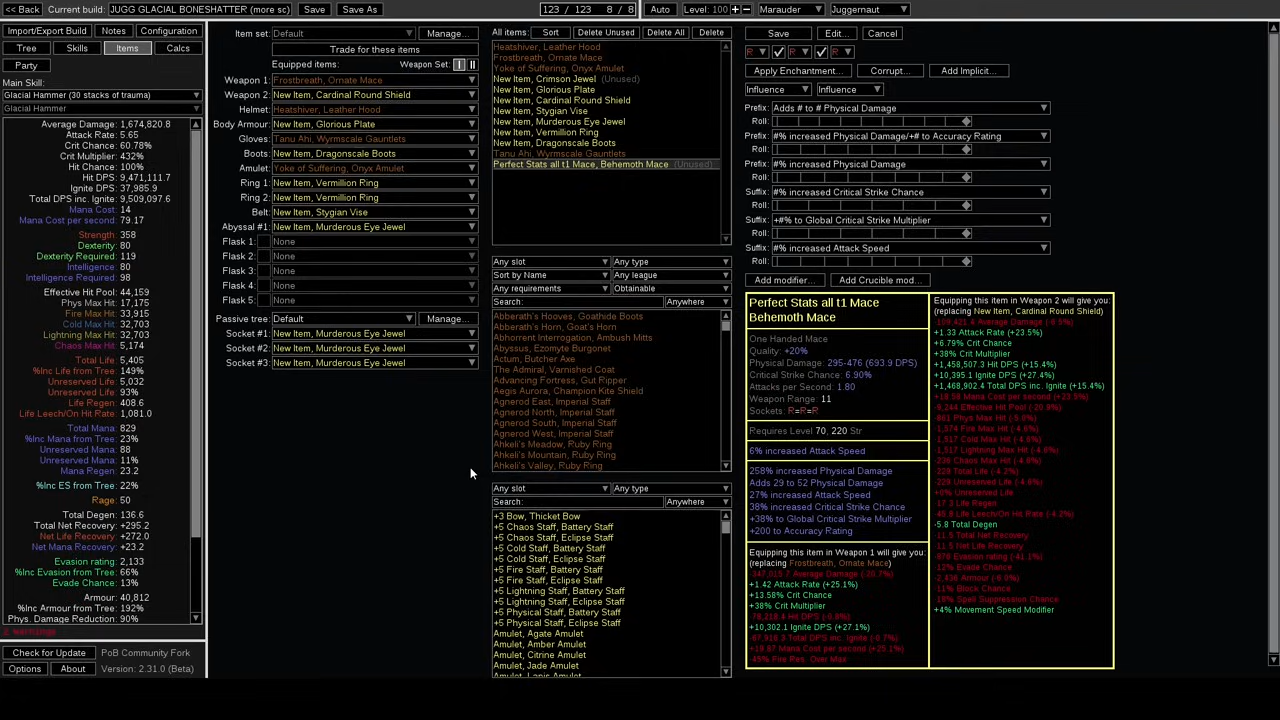 << Back Current build: JUGG GLACIAL BONESHATTER (more sc) Save Save As 123 / 123 8 / 8 Auto Level: 100 Marauder Juggernaut
Import/Export Build Notes Configuration
Tree Skills Items Calcs
Party
Main Skill:
Glacial Hammer (30 stacks of trauma)
Glacial Hammer
Average Damage: 1,674,820.8
Attack Rate: 5.65
Crit Chance: 60.78%
Crit Multiplier: 432%
Hit Chance: 100%
Hit DPS: 9,471,111.7
Ignite DPS: 37,985.9
Total DPS inc. Ignite: 9,509,097.6
Mana Cost: 14
Mana Cost per second: 79.17
Strength: 358
Dexterity: 80
Dexterity Required: 119
Intelligence: 80
Intelligence Required: 98
Effective Hit Pool: 44,159
Phys Max Hit: 17,175
Fire Max Hit: 33,915
Cold Max Hit: 32,703
Lightning Max Hit: 32,703
Chaos Max Hit: 5,174
Total Life: 5,405
%Inc Life from Tree: 149%
Unreserved Life: 5,032
Unreserved Life: 93%
Life Regen: 408.6
Life Leech/On Hit Rate: 1,081.0
Total Mana: 829
%Inc Mana from Tree: 23%
Unreserved Mana: 88
Unreserved Mana: 11%
Mana Regen: 23.2
%Inc ES from Tree: 22%
Rage: 50
Total Degen: 136.6
Total Net Recovery: +295.2
Net Life Recovery: +272.0
Net Mana Recovery: +23.2
Evasion rating: 2,133
%Inc Evasion from Tree: 66%
Evade Chance: 13%
Armour: 40,812
%Inc Armour from Tree: 192%
Phys. Damage Reduction: 90%
2 warnings
Check for Update PoB Community Fork
Options About Version: 2.31.0 (Beta)
Item set: Default Manage...
Trade for these items
Equipped items: Weapon Set: I II
Weapon 1: Frostbreath, Ornate Mace
Weapon 2: New Item, Cardinal Round Shield
Helmet: Heatshiver, Leather Hood
Body Armour: New Item, Glorious Plate
Gloves: Tanu Ahi, Wyrmscale Gauntlets
Boots: New Item, Dragonscale Boots
Amulet: Yoke of Suffering, Onyx Amulet
Ring 1: New Item, Vermillion Ring
Ring 2: New Item, Vermillion Ring
Belt: New Item, Stygian Vise
Abyssal #1: New Item, Murderous Eye Jewel
Flask 1: None
Flask 2: None
Flask 3: None
Flask 4: None
Flask 5: None
Passive tree: Default Manage...
Socket #1: New Item, Murderous Eye Jewel
Socket #2: New Item, Murderous Eye Jewel
Socket #3: New Item, Murderous Eye Jewel
All items: Sort Delete Unused Delete All Delete
Heatshiver, Leather Hood
Frostbreath, Ornate Mace
Yoke of Suffering, Onyx Amulet
New Item, Crimson Jewel (Unused)
New Item, Glorious Plate
New Item, Cardinal Round Shield
New Item, Stygian Vise
New Item, Murderous Eye Jewel
New Item, Vermillion Ring
New Item, Dragonscale Boots
Tanu Ahi, Wyrmscale Gauntlets
Perfect Stats all t1 Mace, Behemoth Mace (Unused)
Any slot Any type
Sort by Name Any league
Any requirements Obtainable
Search: Anywhere
Abberath's Hooves, Goathide Boots
Abberath's Horn, Goat's Horn
Abhorrent Interrogation, Ambush Mitts
Abyssus, Ezomyte Burgonet
Actum, Butcher Axe
The Admiral, Varnished Coat
Advancing Fortress, Gut Ripper
Aegis Aurora, Champion Kite Shield
Agnerod East, Imperial Staff
Agnerod North, Imperial Staff
Agnerod South, Imperial Staff
Agnerod West, Imperial Staff
Ahkeli's Meadow, Ruby Ring
Ahkeli's Mountain, Ruby Ring
Ahkeli's Valley, Ruby Ring
Any slot Any type
Search: Anywhere
+3 Bow, Thicket Bow
+5 Chaos Staff, Battery Staff
+5 Chaos Staff, Eclipse Staff
+5 Cold Staff, Battery Staff
+5 Cold Staff, Eclipse Staff
+5 Fire Staff, Battery Staff
+5 Fire Staff, Eclipse Staff
+5 Lightning Staff, Battery Staff
+5 Lightning Staff, Eclipse Staff
+5 Physical Staff, Battery Staff
+5 Physical Staff, Eclipse Staff
Amulet, Agate Amulet
Amulet, Amber Amulet
Amulet, Citrine Amulet
Amulet, Jade Amulet
Amulet, Lapis Amulet
Save Edit... Cancel
R R R
Apply Enchantment... Corrupt... Add Implicit...
Influence Influence
Prefix: Adds # to # Physical Damage
Roll:
Prefix: #% increased Physical Damage/+# to Accuracy Rating
Roll:
Prefix: #% increased Physical Damage
Roll:
Suffix: #% increased Critical Strike Chance
Roll:
Suffix: +#% to Global Critical Strike Multiplier
Roll:
Suffix: #% increased Attack Speed
Roll:
Add modifier... Add Crucible mod...
Perfect Stats all t1 Mace
Behemoth Mace
One Handed Mace
Quality: +20%
Physical Damage: 295-476 (693.9 DPS)
Critical Strike Chance: 6.90%
Attacks per Second: 1.80
Weapon Range: 11
Sockets: R=R=R
Requires Level 70, 220 Str
6% increased Attack Speed
258% increased Physical Damage
Adds 29 to 52 Physical Damage
27% increased Attack Speed
38% increased Critical Strike Chance
+38% to Global Critical Strike Multiplier
+200 to Accuracy Rating
Equipping this item in Weapon 1 will give you:
(replacing Frostbreath, Ornate Mace)
+1.42 Attack Rate (+25.1%)
+13.58% Crit Chance
+38% Crit Multiplier
+10,302.1 Ignite DPS (+27.1%)
-45% Fire Res. Over Max
Equipping this item in Weapon 2 will give you:
(replacing New Item, Cardinal Round Shield)
+1.33 Attack Rate (+23.5%)
+6.79% Crit Chance
+38% Crit Multiplier
+1,458,507.3 Hit DPS (+15.4%)
+10,395.1 Ignite DPS (+27.4%)
+1,468,902.4 Total DPS inc. Ignite (+15.4%)
-5.8 Total Degen
+4% Movement Speed Modifier